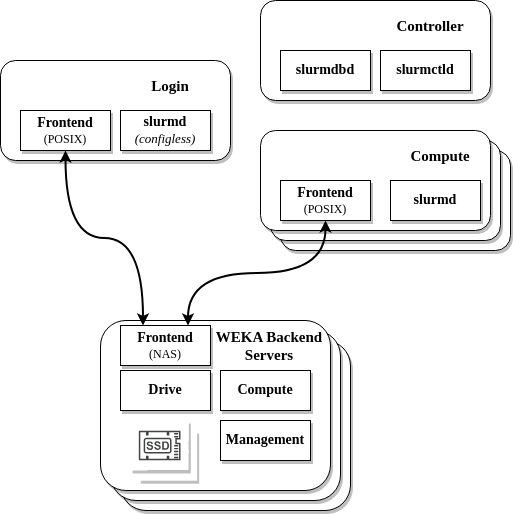 Controller
slurmdbd
slurmctld
Login
Frontend
(POSIX)
slurmd
(configless)
Compute
Frontend
(POSIX)
slurmd
Frontend
(NAS)
WEKA Backend
Servers
Drive
Compute
SSD
Management